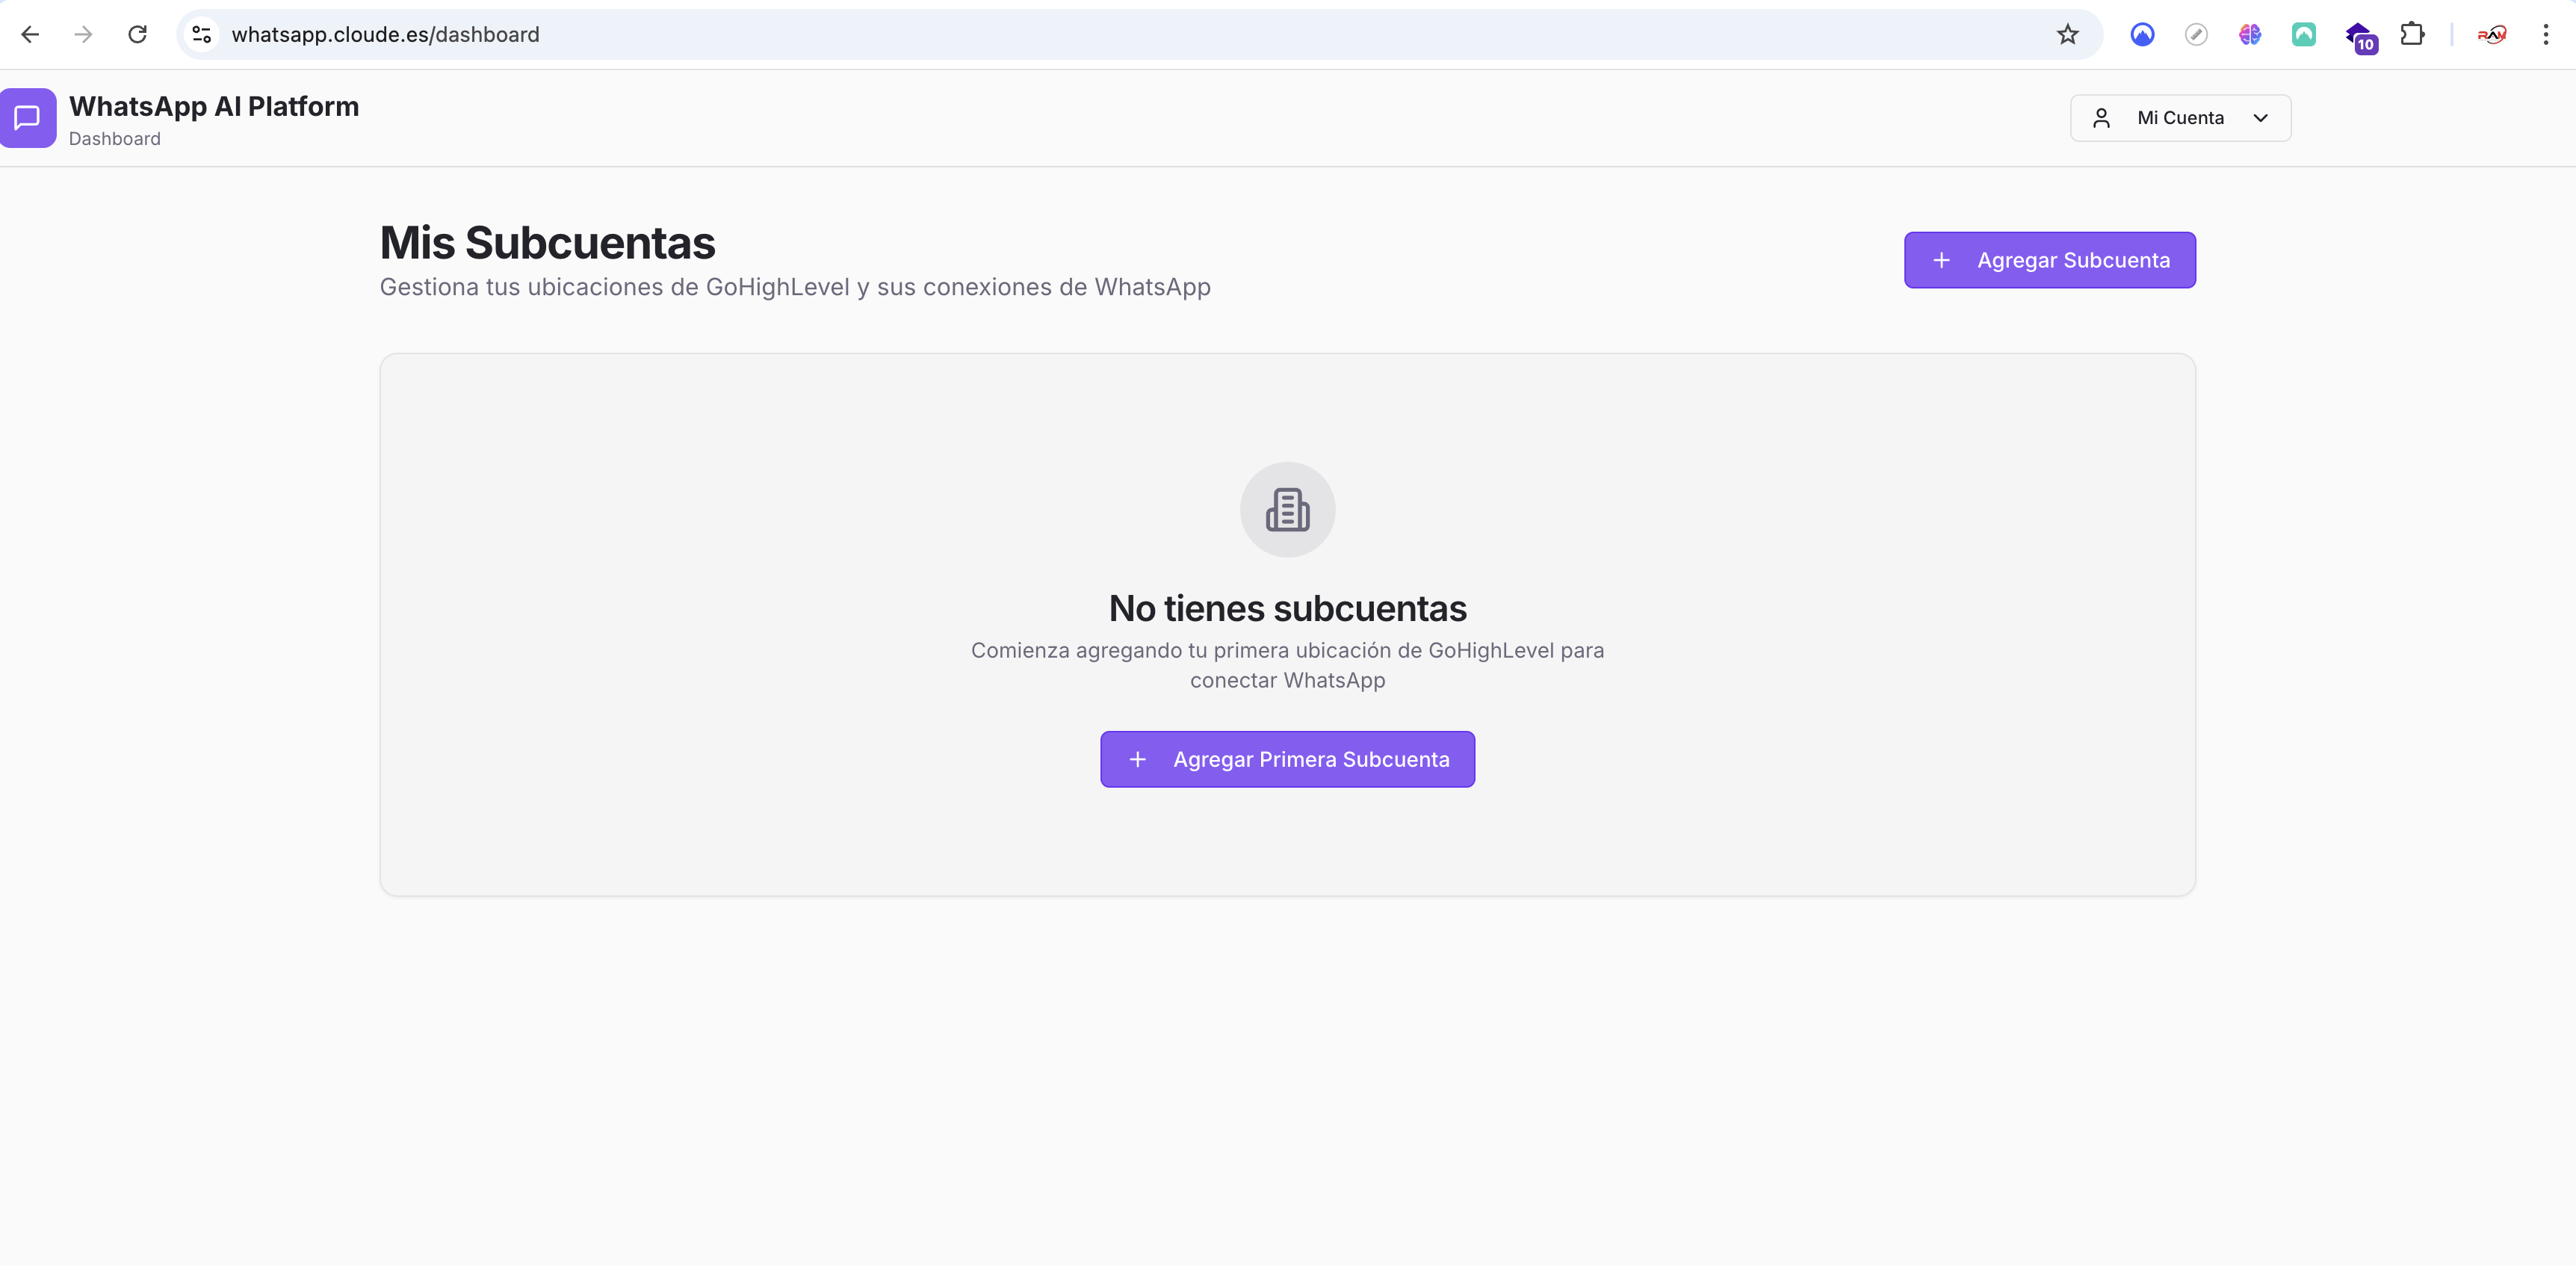 whatsapp.cloude.es/dashboard
10
RAM
WhatsApp AI Platform
Dashboard
Mi Cuenta
Mis Subcuentas
Gestiona tus ubicaciones de GoHighLevel y sus conexiones de WhatsApp
Agregar Subcuenta
No tienes subcuentas
Comienza agregando tu primera ubicación de GoHighLevel para
conectar WhatsApp
Agregar Primera Subcuenta